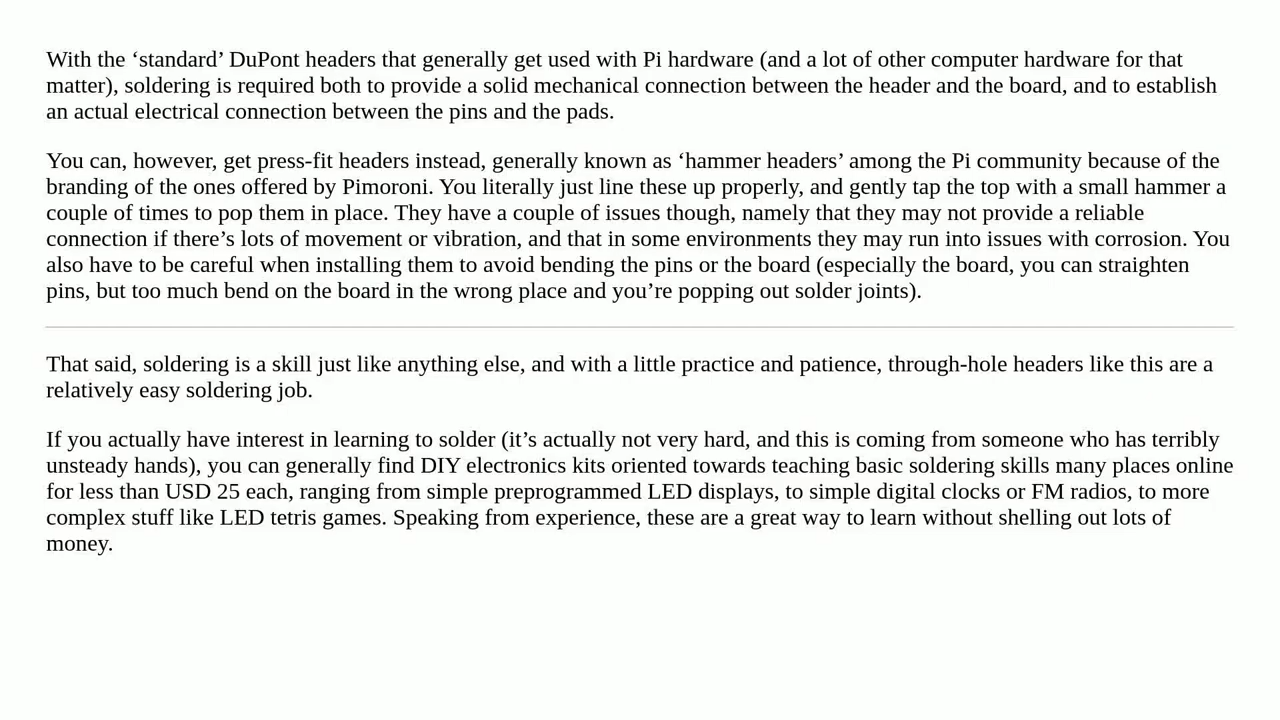 With the ‘standard’ DuPont headers that generally get used with Pi hardware (and a lot of other computer hardware for that
matter), soldering is required both to provide a solid mechanical connection between the header and the board, and to establish
an actual electrical connection between the pins and the pads.
You can, however, get press-fit headers instead, generally known as ‘hammer headers’ among the Pi community because of the
branding of the ones offered by Pimoroni. You literally just line these up properly, and gently tap the top with a small hammer a
couple of times to pop them in place. They have a couple of issues though, namely that they may not provide a reliable
connection if there’s lots of movement or vibration, and that in some environments they may run into issues with corrosion. You
also have to be careful when installing them to avoid bending the pins or the board (especially the board, you can straighten
pins, but too much bend on the board in the wrong place and you’re popping out solder joints).
That said, soldering is a skill just like anything else, and with a little practice and patience, through-hole headers like this are a
relatively easy soldering job.
If you actually have interest in learning to solder (it’s actually not very hard, and this is coming from someone who has terribly
unsteady hands), you can generally find DIY electronics kits oriented towards teaching basic soldering skills many places online
for less than USD 25 each, ranging from simple preprogrammed LED displays, to simple digital clocks or FM radios, to more
complex stuff like LED tetris games. Speaking from experience, these are a great way to learn without shelling out lots of
money.